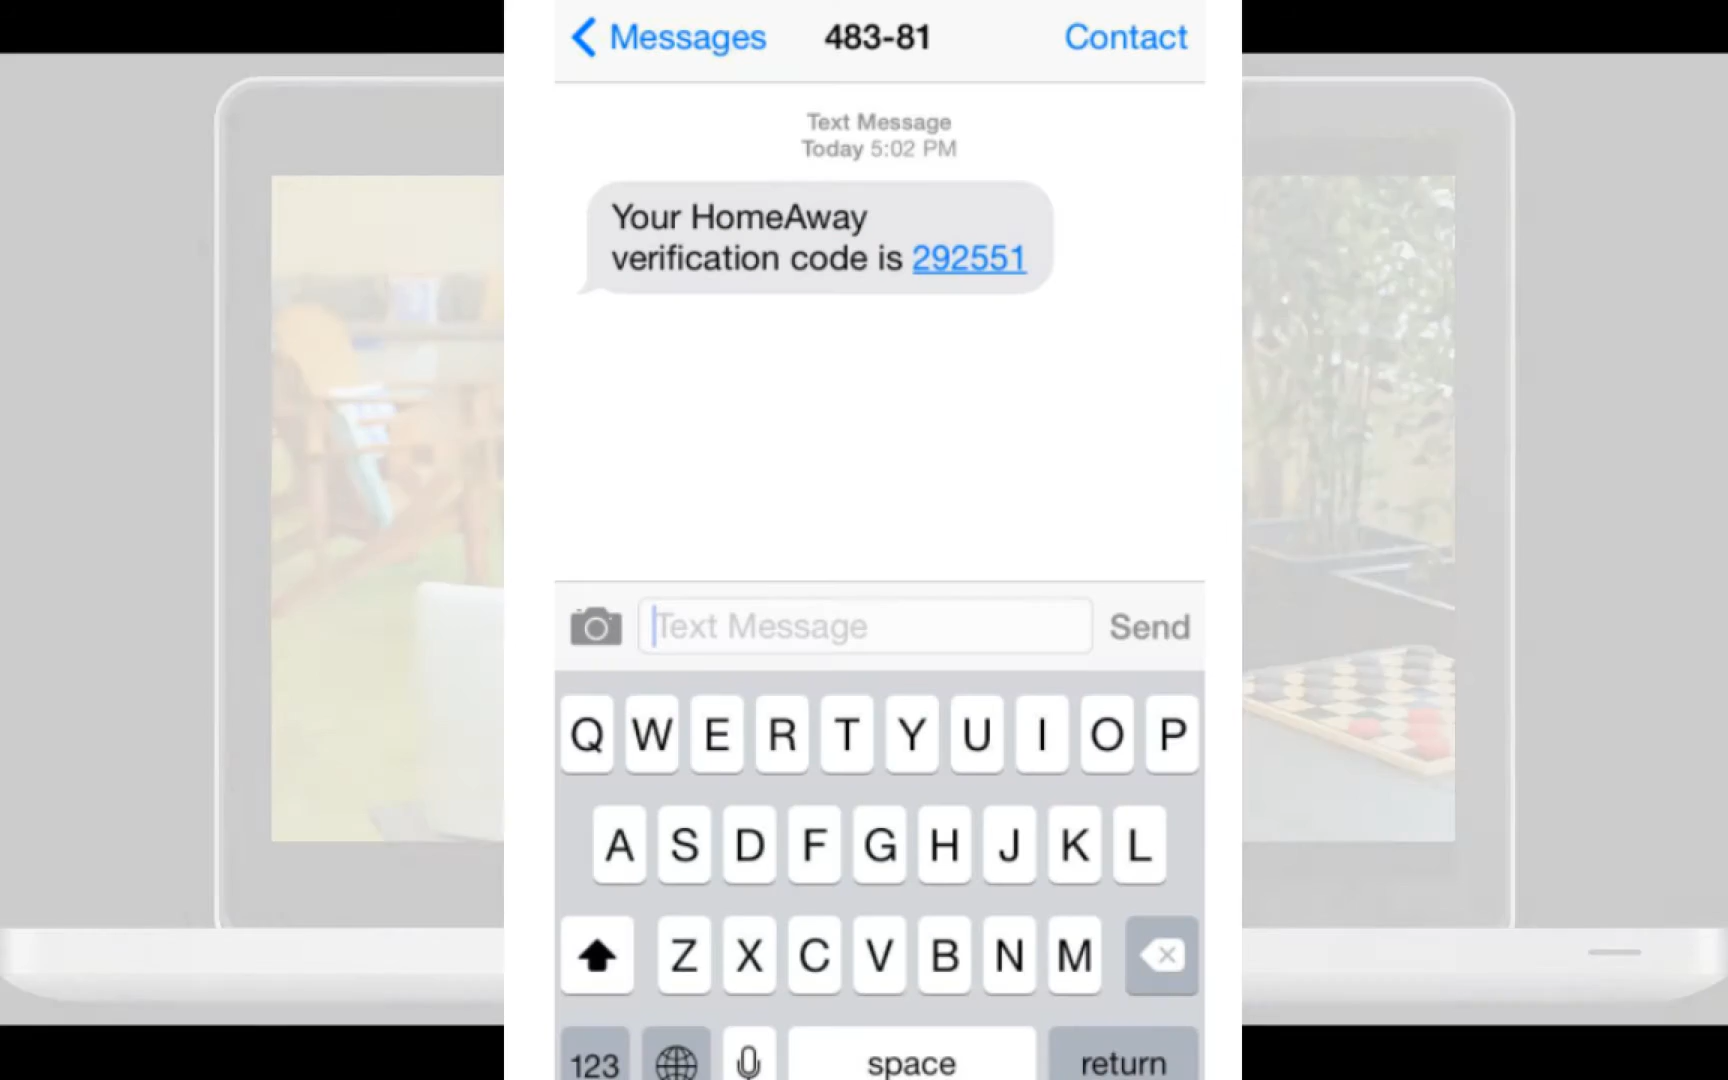 Messages 483-81 Contact
Text Message
Today 5:02 PM
Your HomeAway
verification code is 292551
Text Message Send
Q W E R T Y U I O P
A S D F G H J K L
Z X C V B N M
123 space return